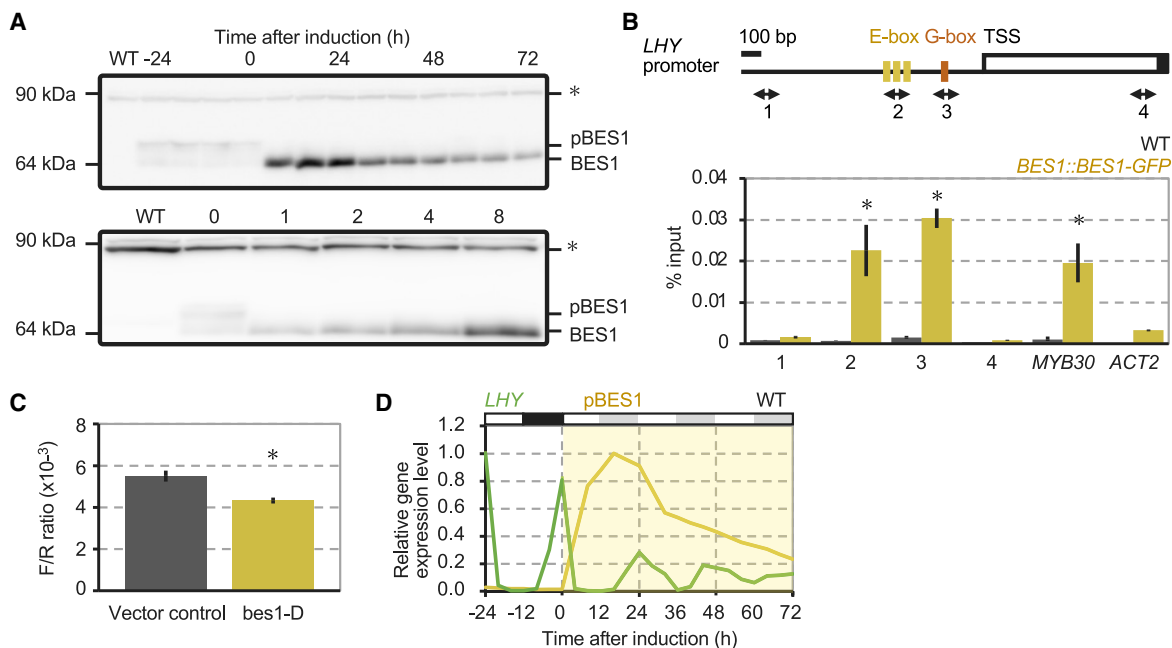 A
Time after induction (h)
WT -24 0 24 48 72
90 kDa
*
pBES1
64 kDa
BES1
WT 0 1 2 4 8
90 kDa
*
pBES1
64 kDa
BES1
B
100 bp
E-box G-box TSS
LHY
promoter
1 2 3 4
WT
BES1::BES1-GFP
0.04
0.03
0.02
0.01
0
% input
* * *
1 2 3 4 MYB30 ACT2
C
8
6
4
2
0
F/R ratio (x10-³)
*
Vector control bes1-D
D
LHY pBES1 WT
1.2
1.0
0.8
0.6
0.4
0.2
0.0
Relative gene
expression level
-24 -12 0 12 24 36 48 60 72
Time after induction (h)